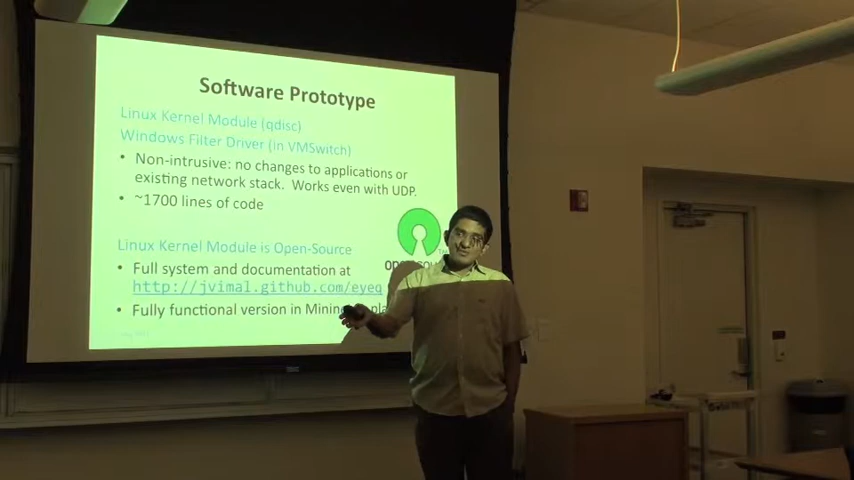 Software Prototype
Linux Kernel Module (qdisc)
Windows Filter Driver (in VMSwitch)
• Non-intrusive: no changes to applications or
existing network stack. Works even with UDP.
• ~1700 lines of code
Linux Kernel Module is Open-Source
• Full system and documentation at
http://jvimal.github.com/eyeq
• Fully functional version in